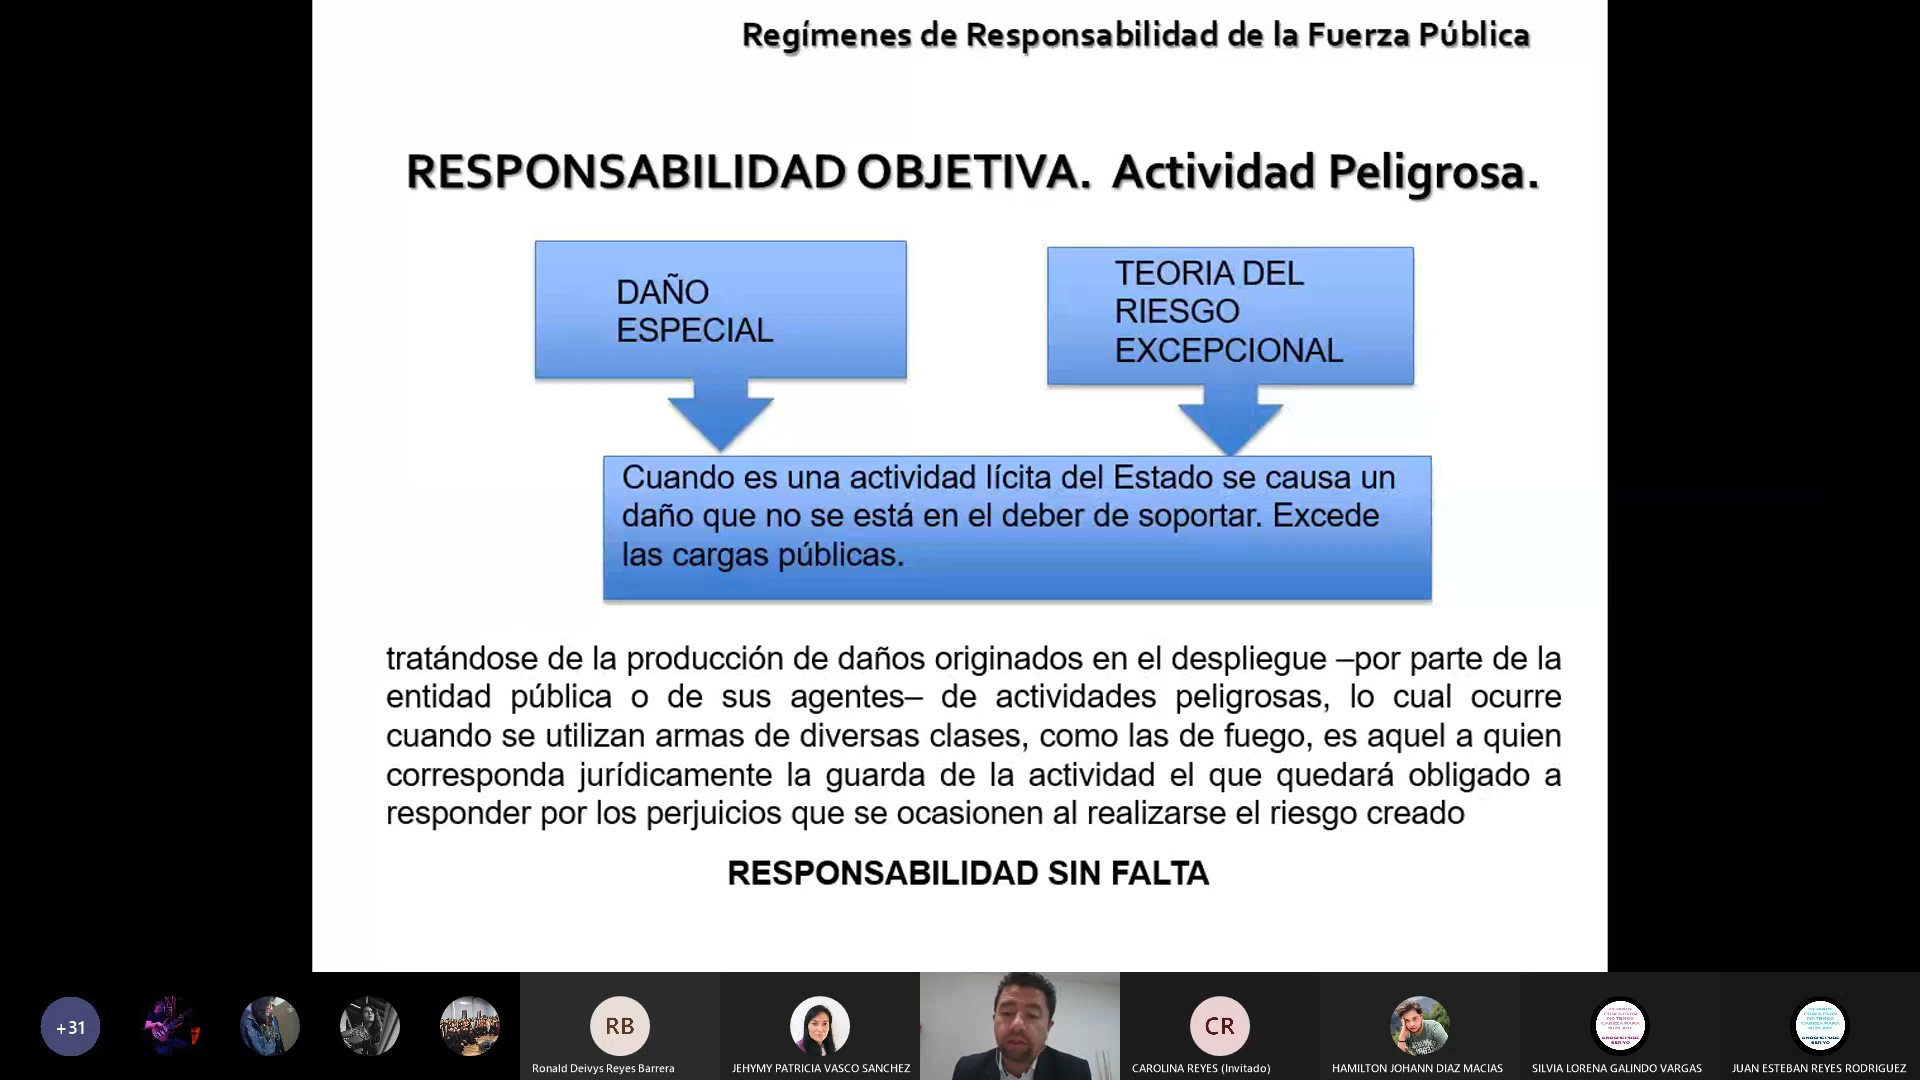 Regímenes de Responsabilidad de la Fuerza Pública
RESPONSABILIDAD OBJETIVA. Actividad Peligrosa.
DAÑO
ESPECIAL
TEORIA DEL
RIESGO
EXCEPCIONAL
Cuando es una actividad lícita del Estado se causa un
daño que no se está en el deber de soportar. Excede
las cargas públicas.
tratándose de la producción de daños originados en el despliegue –por parte de la
entidad pública o de sus agentes– de actividades peligrosas, lo cual ocurre
cuando se utilizan armas de diversas clases, como las de fuego, es aquel a quien
corresponda jurídicamente la guarda de la actividad el que quedará obligado a
responder por los perjuicios que se ocasionen al realizarse el riesgo creado
RESPONSABILIDAD SIN FALTA
+31
RB
Ronald Deivys Reyes Barrera
JEHYMY PATRICIA VASCO SANCHEZ
CR
CAROLINA REYES (Invitado)
HAMILTON JOHANN DIAZ MACIAS
SILVIA LORENA GALINDO VARGAS
JUAN ESTEBAN REYES RODRIGUEZ